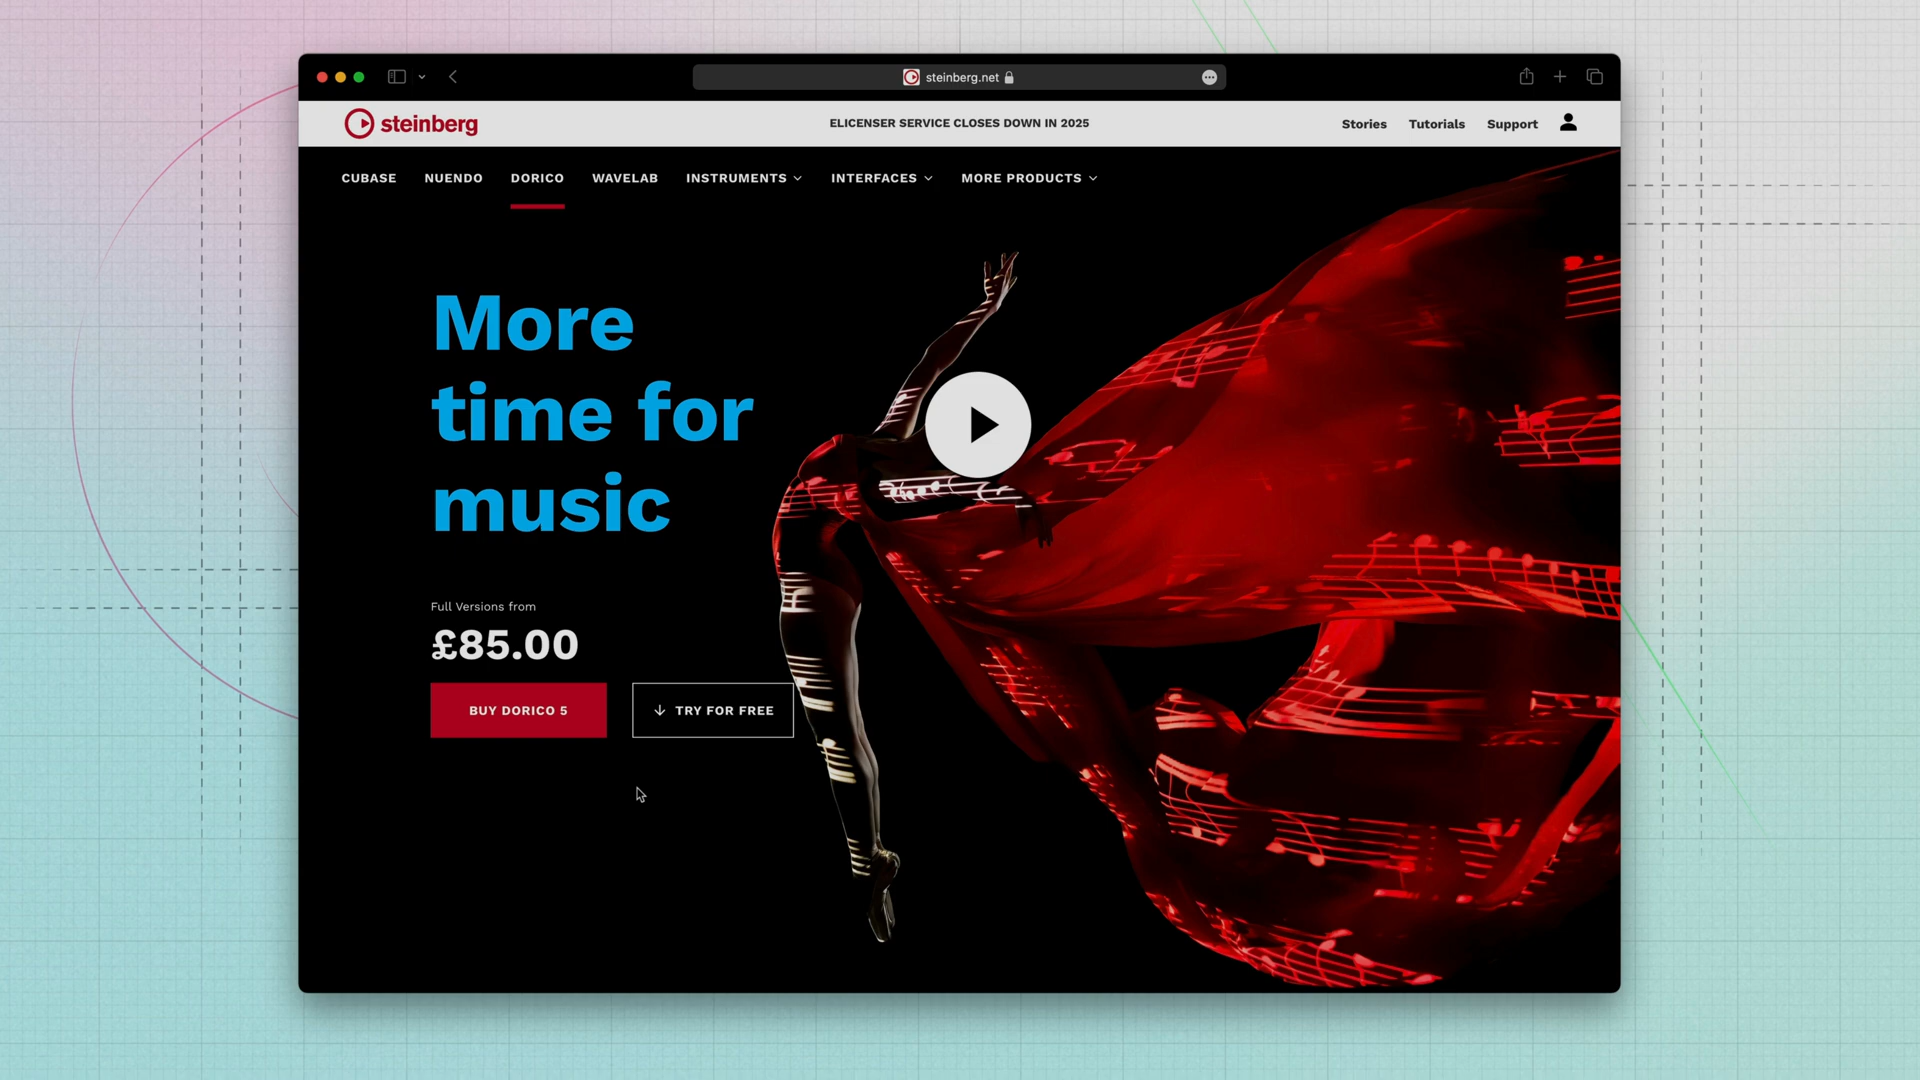 steinberg.net
steinberg
ELICENSER SERVICE CLOSES DOWN IN 2025
Stories
Tutorials
Support
CUBASE
NUENDO
DORICO
WAVELAB
INSTRUMENTS
INTERFACES
MORE PRODUCTS
More
time for
music
Full Versions from
£85.00
BUY DORICO 5
TRY FOR FREE